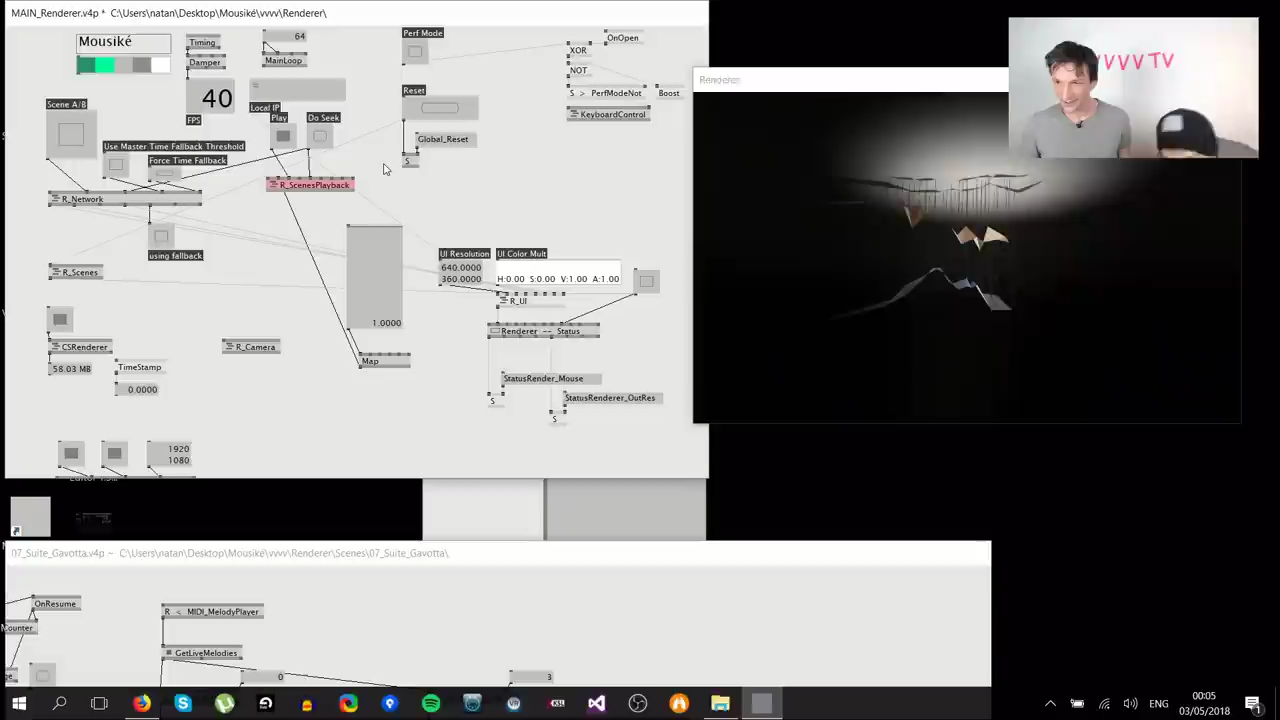 MAIN_Renderer.v4p * C:\Users\natan\Desktop\Mousiké\vvvv\Renderer\
Mousiké
Timing
Damper
64
MainLoop
Perf Mode
OnOpen
XOR
NOT
S > PerfModeNot
Boost
KeyboardControl
VVVV TV
Renderer
40
FPS
Local IP
Play
Do Seek
Reset
Global_Reset
S
Scene A/B
Use Master Time Fallback Threshold
Force Time Fallback
R_ScenesPlayback
R_Network
using fallback
R_Scenes
UI Resolution
640.0000
360.0000
UI Color Mult
H:0.00 S:0.00 V:1.00 A:1.00
R_UI
Renderer -- Status
1.0000
CSRenderer
58.03 MB
TimeStamp
0.0000
R_Camera
Map
StatusRender_Mouse
S
StatusRenderer_OutRes
S
1920
1080
07_Suite_Gavotta.v4p ~ C:\Users\natan\Desktop\Mousiké\vvvv\Renderer\Scenes\07_Suite_Gavotta\
OnResume
Counter
R < MIDI_MelodyPlayer
GetLiveMelodies
0
3
ENG
00:05
03/05/2018